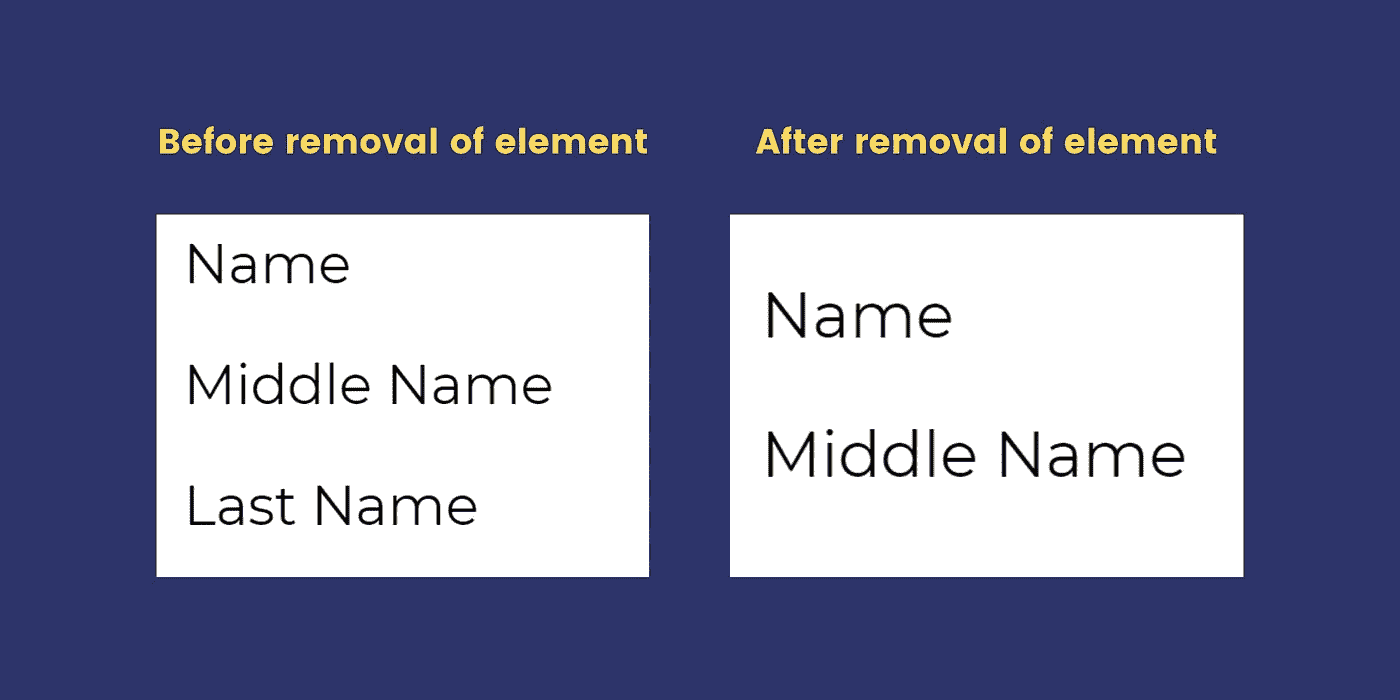 Before removal of element
Name
Middle Name
Last Name
After removal of element
Name
Middle Name